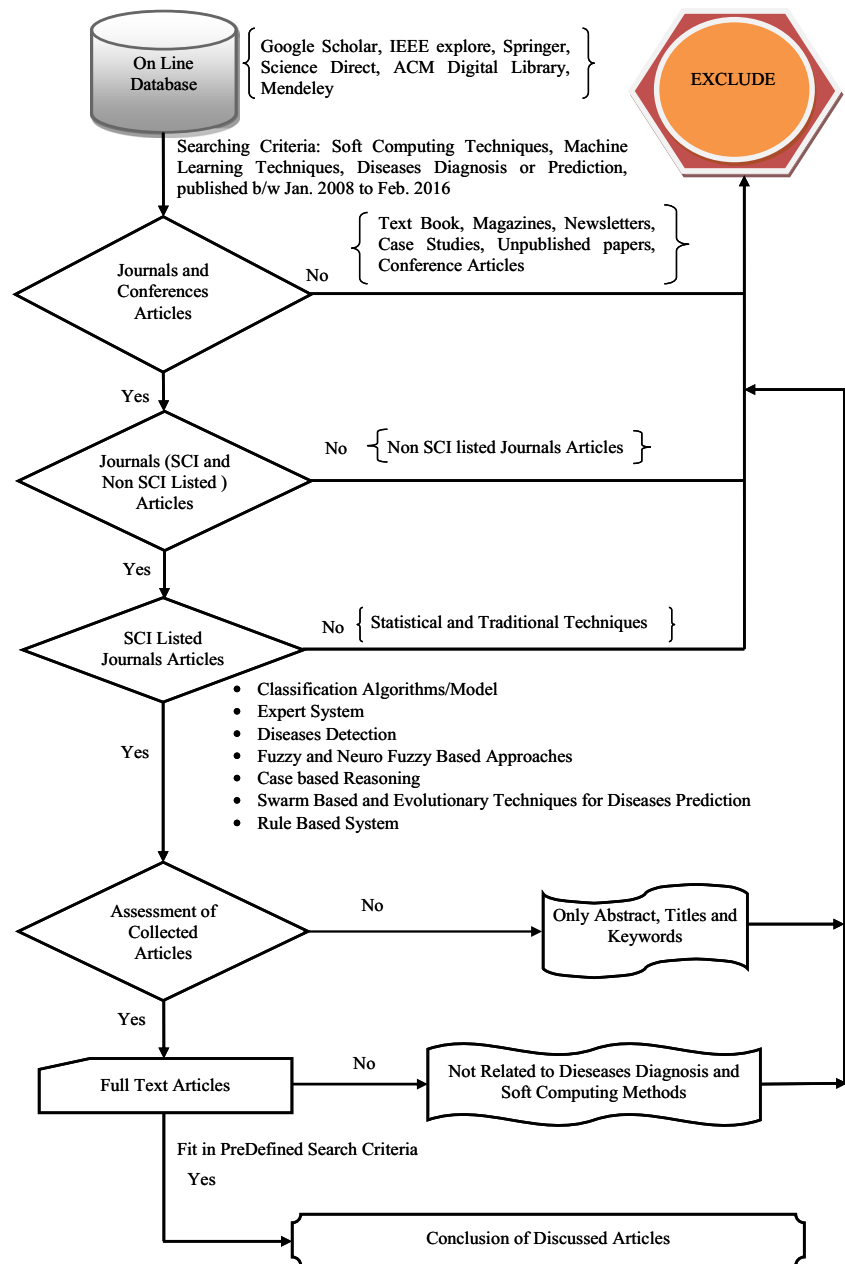 On Line
Database
Google Scholar, IEEE explore, Springer,
Science Direct, ACM Digital Library,
Mendeley
EXCLUDE
Searching Criteria: Soft Computing Techniques, Machine
Learning Techniques, Diseases Diagnosis or Prediction,
published b/w Jan. 2008 to Feb. 2016
Text Book, Magazines, Newsletters,
Case Studies, Unpublished papers,
Conference Articles
Journals and
Conferences
Articles
No
Yes
Journals (SCI and
Non SCI Listed )
Articles
No
Non SCI listed Journals Articles
Yes
SCI Listed
Journals Articles
No
Statistical and Traditional Techniques
Yes
• Classification Algorithms/Model
• Expert System
• Diseases Detection
• Fuzzy and Neuro Fuzzy Based Approaches
• Case based Reasoning
• Swarm Based and Evolutionary Techniques for Diseases Prediction
• Rule Based System
Assessment of
Collected
Articles
No
Only Abstract, Titles and
Keywords
Yes
Full Text Articles
No
Not Related to Dieseases Diagnosis and
Soft Computing Methods
Fit in PreDefined Search Criteria
Yes
Conclusion of Discussed Articles